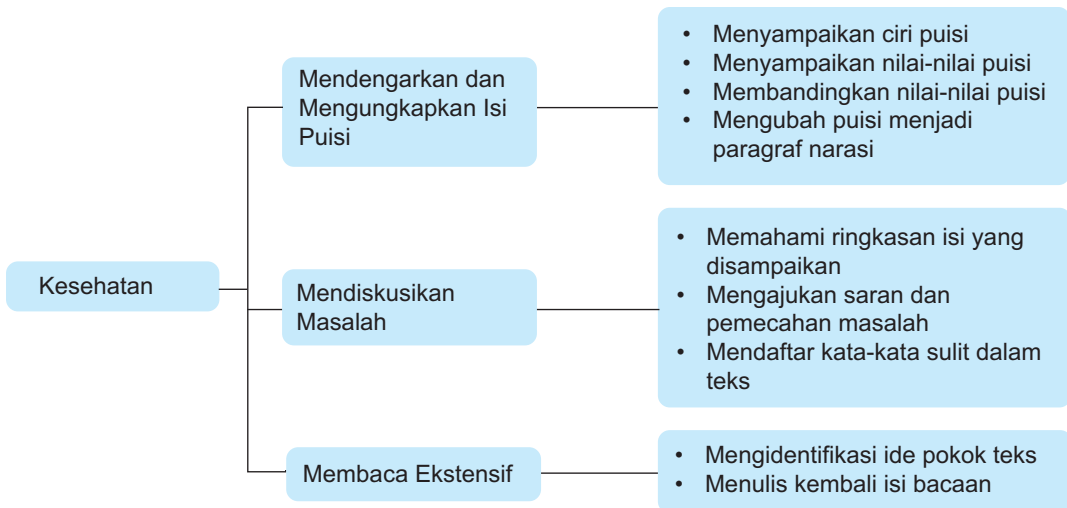 Kesehatan
Mendengarkan dan
Mengungkapkan Isi
Puisi
• Menyampaikan ciri puisi
• Menyampaikan nilai-nilai puisi
• Membandingkan nilai-nilai puisi
• Mengubah puisi menjadi
paragraf narasi
Mendiskusikan
Masalah
• Memahami ringkasan isi yang
disampaikan
• Mengajukan saran dan
pemecahan masalah
• Mendaftar kata-kata sulit dalam
teks
Membaca Ekstensif
• Mengidentifikasi ide pokok teks
• Menulis kembali isi bacaan